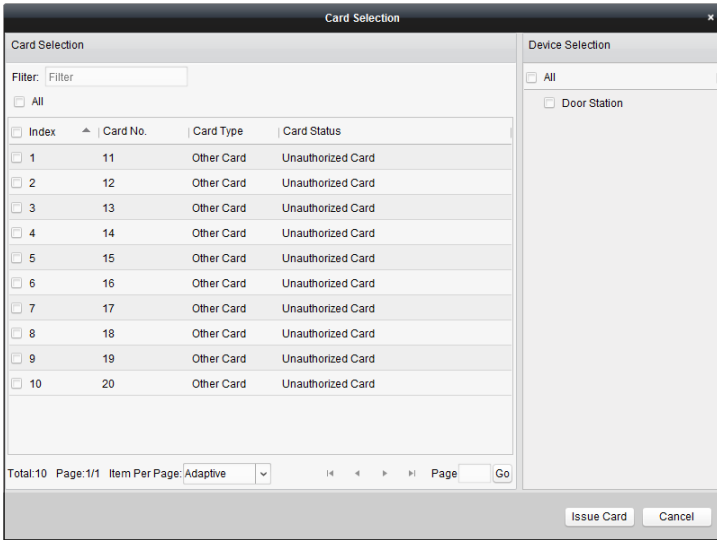 Card Selection ×
Card Selection
Device Selection
Fliter: Filter
All
All
Door Station
Index Card No. Card Type Card Status
1 11 Other Card Unauthorized Card
2 12 Other Card Unauthorized Card
3 13 Other Card Unauthorized Card
4 14 Other Card Unauthorized Card
5 15 Other Card Unauthorized Card
6 16 Other Card Unauthorized Card
7 17 Other Card Unauthorized Card
8 18 Other Card Unauthorized Card
9 19 Other Card Unauthorized Card
10 20 Other Card Unauthorized Card
Total:10 Page:1/1 Item Per Page: Adaptive Page Go
Issue Card Cancel